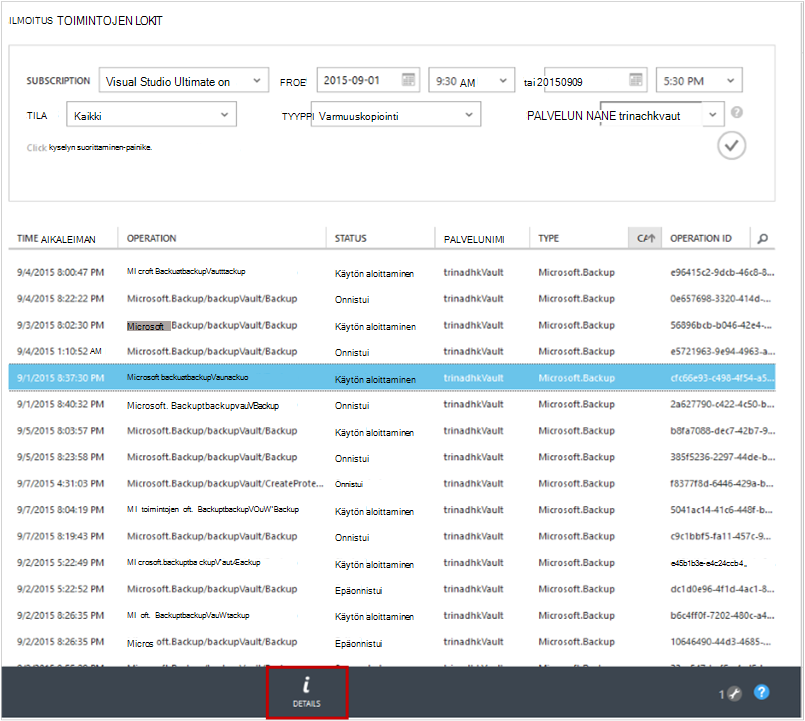 ILMOITUS TOIMINTOJEN LOKIT
SUBSCRIPTION Visual Studio Ultimate on FROE' 2015-09-01 9:30 AM tai 20150909 5:30 PM
TILA Kaikki TYYPPI Varmuuskopiointi PALVELUN NANE trinachkvaut
Click kyselyn suorittaminen-painike.
TIME AIKALEIMAN OPERATION STATUS PALVELUNIMI TYPE OPERATION ID
9/4/2015 8:00:47 PM MI croft BackuœbackupVautttackup Käytön aloittaminen trinadhkVault Microsoft.Backup e96415c2-9dcb-46c8-8...
9/4/2015 8:22:22 PM Microsoft.Backup/backupVault/Backup Onnistui trinadhkVault Microsoft.Backup 0e657698-3320-414d-...
9/3/2015 8:02:30 PM Microsoft Backup/backupVault/Backup Käytön aloittaminen trinadhkVault Microsoft.Backup 56896bcb-b046-42e4-...
9/4/2015 1:10:52 AM Microsoft.Backup/backupVault/Backup Onnistui trinadhkVault Microsoft.Backup e5721963-9e94-4963-a...
9/1/2015 8:37:30 PM Käytön aloittaminen trinadhkVault Microsoft.Backup cfc66e93-c498-4f54-a5...
9/1/2015 8:40:32 PM Microsoft. BackuptbackupvauVBackup Onnistui trinadhkVault Microsoft.Backup 2a627790-c422-4c50-b...
9/5/2015 8:03:57 PM Microsoft.Backup/backupVault/Backup Käytön aloittaminen trinadhkVault Microsoft.Backup b8fa7088-dec7-42b7-9...
9/5/2015 8:23:58 PM Microsoft.Backup/backupVault/Backup Onnistui trinadhkVault Microsoft.Backup 385f5236-2297-44de-b...
9/7/2015 4:31:03 PM Microsoft.Backup/backupVault/CreateProte... Onnistui trinadhkVault Microsoft.Backup f8377f8d-6446-429a-b...
9/7/2015 8:04:19 PM MI toimintojen oft. BackuptbackupVOuW'Backup Käytön aloittaminen trinadhkVault Microsoft.Backup 5041ac14-41c6-448f-b...
9/7/2015 8:19:43 PM Microsoft.Backup/backupVault/Backup Onnistui trinadhkVault Microsoft.Backup c9c1bbf5-fa11-457c-9...
9/2/2015 5:22:49 PM Käytön aloittaminen trinadhkVault Microsoft.Backup e45b1b3e-e4c24ccb4
9/2/2015 5:22:52 PM Microsoft.Backup/backupVault/Backup Epäonnistui trinadhkVault Microsoft.Backup dc1d0e96-4f1d-4ac1-8...
9/2/2015 8:26:35 PM MI oft. BackuptbackupVauWtackup Käytön aloittaminen trinadhkVault Microsoft.Backup b6c4ff0f-7202-480c-a4...
9/2/2015 8:26:35 PM Micros oft.Backup/backupVault/Backup Epäonnistui trinadhkVault Microsoft.Backup 10646490-44d3-4685-...
i
DETAILS
1